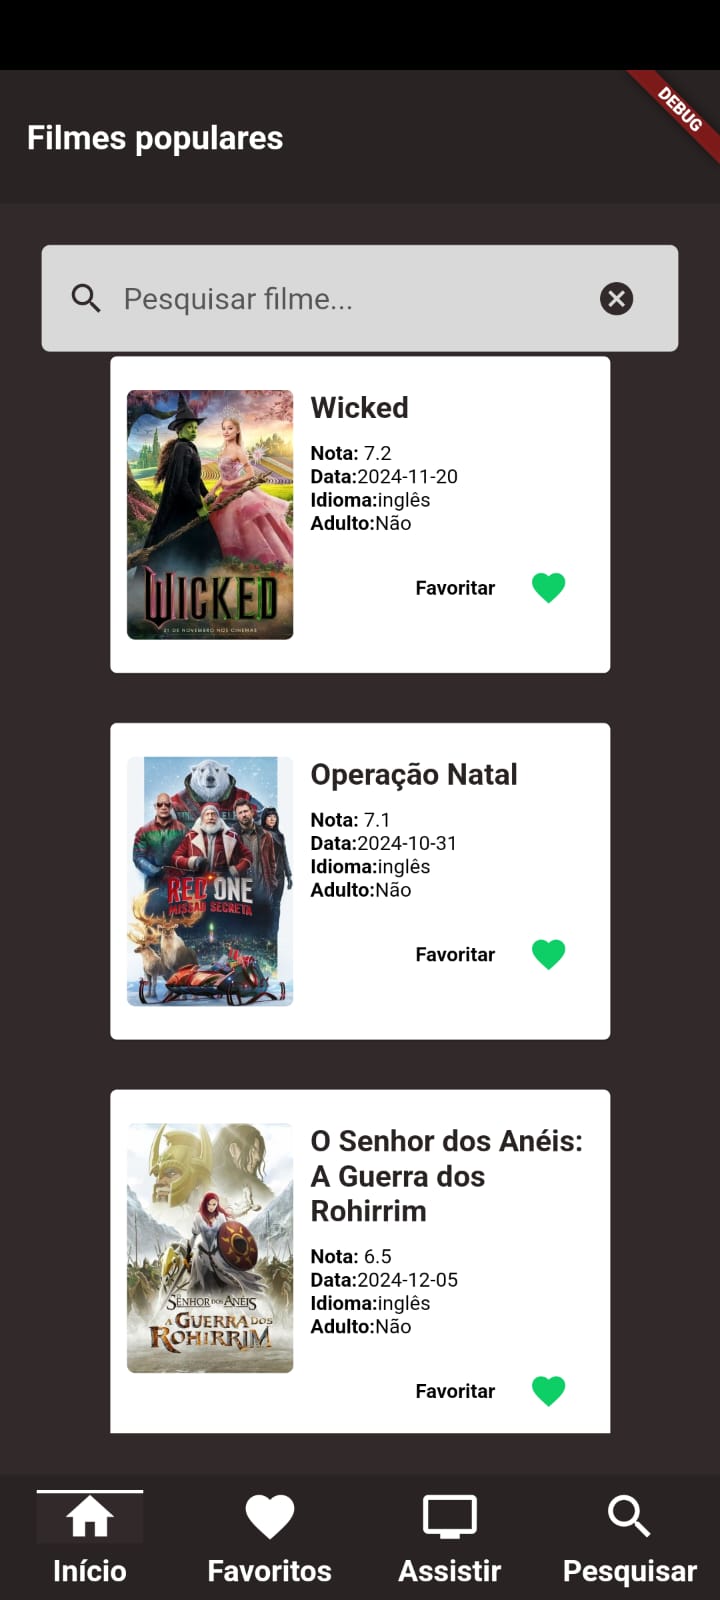 DEBUG
Filmes populares
Pesquisar filme...
WICKED
21 DE NOVEMBRO NOS CINEMAS
Wicked
Nota: 7.2
Data:2024-11-20
Idioma:inglês
Adulto:Não
Favoritar
RED ONE
MISSÃO SECRETA
Operação Natal
Nota: 7.1
Data:2024-10-31
Idioma:inglês
Adulto:Não
Favoritar
O SENHOR DOS ANÉIS
A GUERRA DOS
ROHIRRIM
O Senhor dos Anéis:
A Guerra dos
Rohirrim
Nota: 6.5
Data:2024-12-05
Idioma:inglês
Adulto:Não
Favoritar
Início
Favoritos
Assistir
Pesquisar